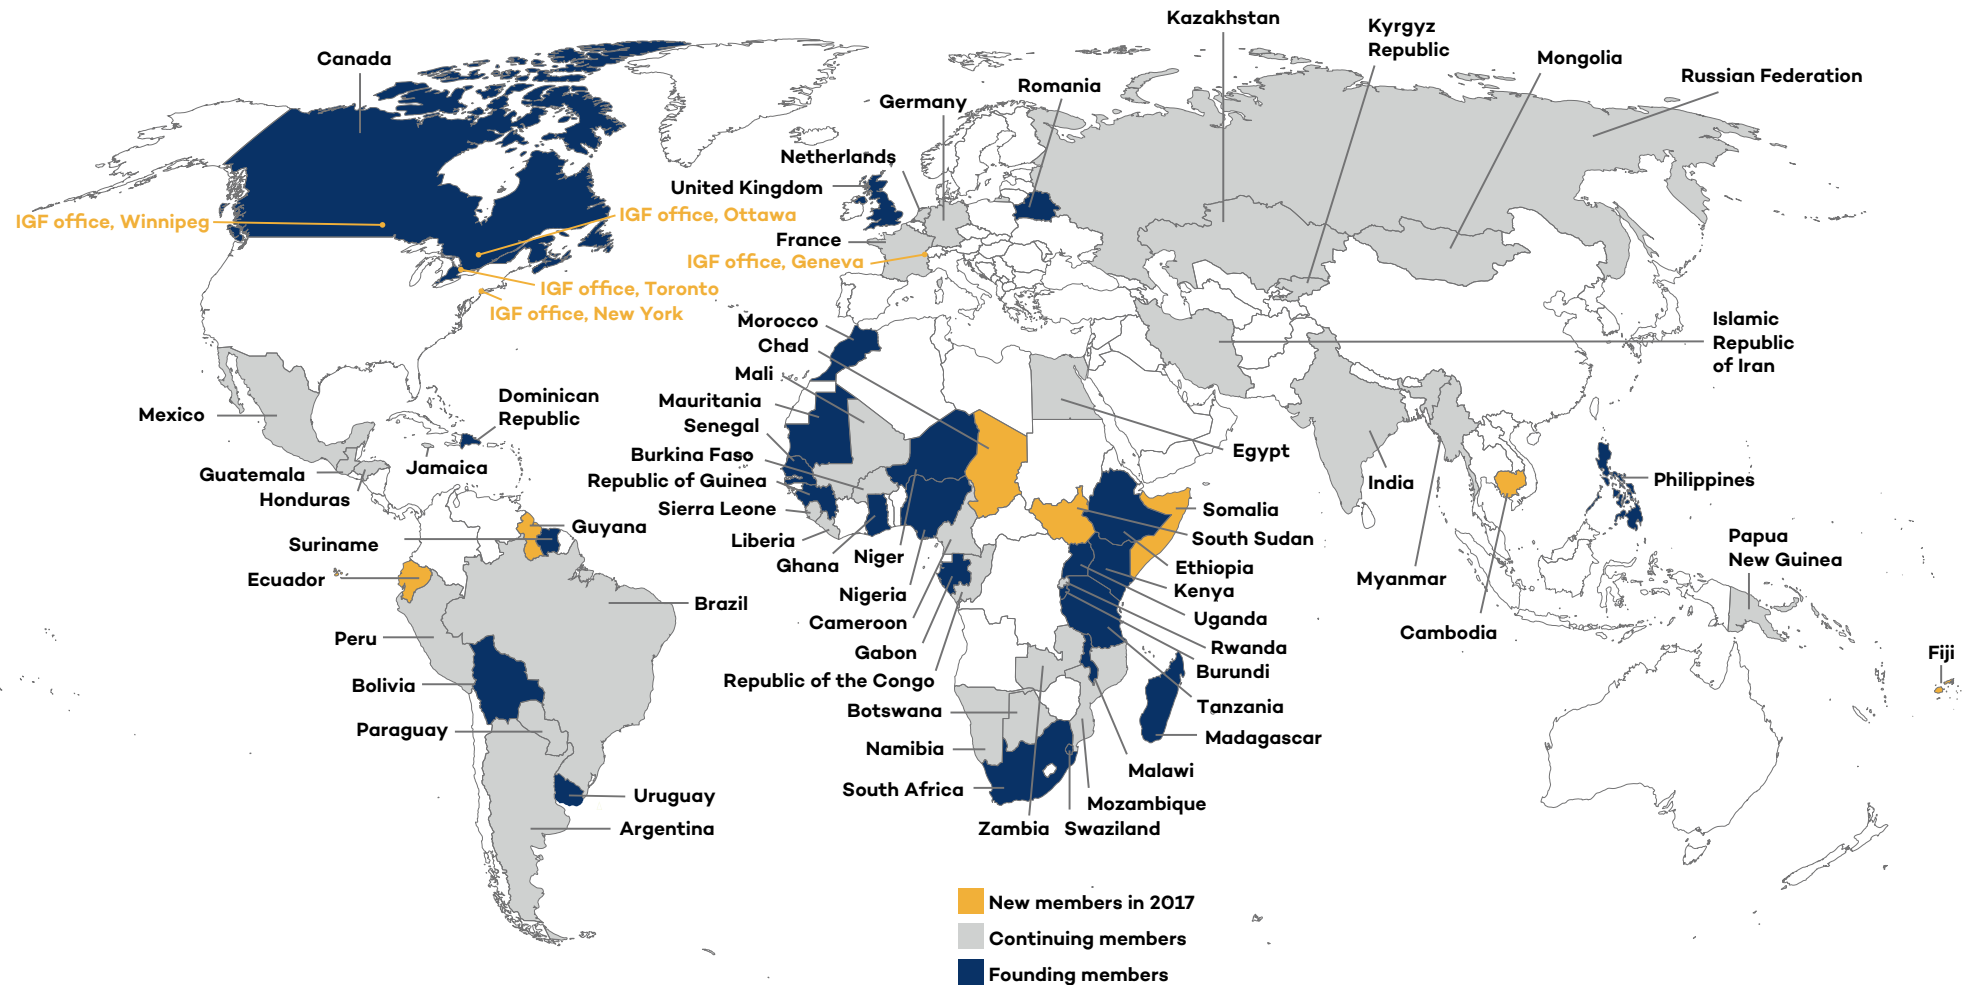 Kazakhstan
Kyrgyz
Republic
Mongolia
Canada
Russian Federation
Romania
Germany
Netherlands
United Kingdom
IGF office, Winnipeg
IGF office, Ottawa
France
IGF office, Geneva
IGF office, Toronto
IGF office, New York
Morocco
Chad
Islamic
Republic
of Iran
Mali
Mauritania
Senegal
Dominican
Republic
Mexico
Burkina Faso
Egypt
Republic of Guinea
Guatemala
Jamaica
Honduras
India
Philippines
Sierra Leone
Somalia
Guyana
Liberia
South Sudan
Suriname
Ghana
Niger
Ethiopia
Papua
New Guinea
Ecuador
Myanmar
Kenya
Nigeria
Brazil
Uganda
Cameroon
Cambodia
Peru
Rwanda
Gabon
Burundi
Fiji
Republic of the Congo
Bolivia
Tanzania
Botswana
Paraguay
Madagascar
Namibia
Malawi
South Africa
Uruguay
Mozambique
Argentina
Zambia
Swaziland
New members in 2017
Continuing members
Founding members